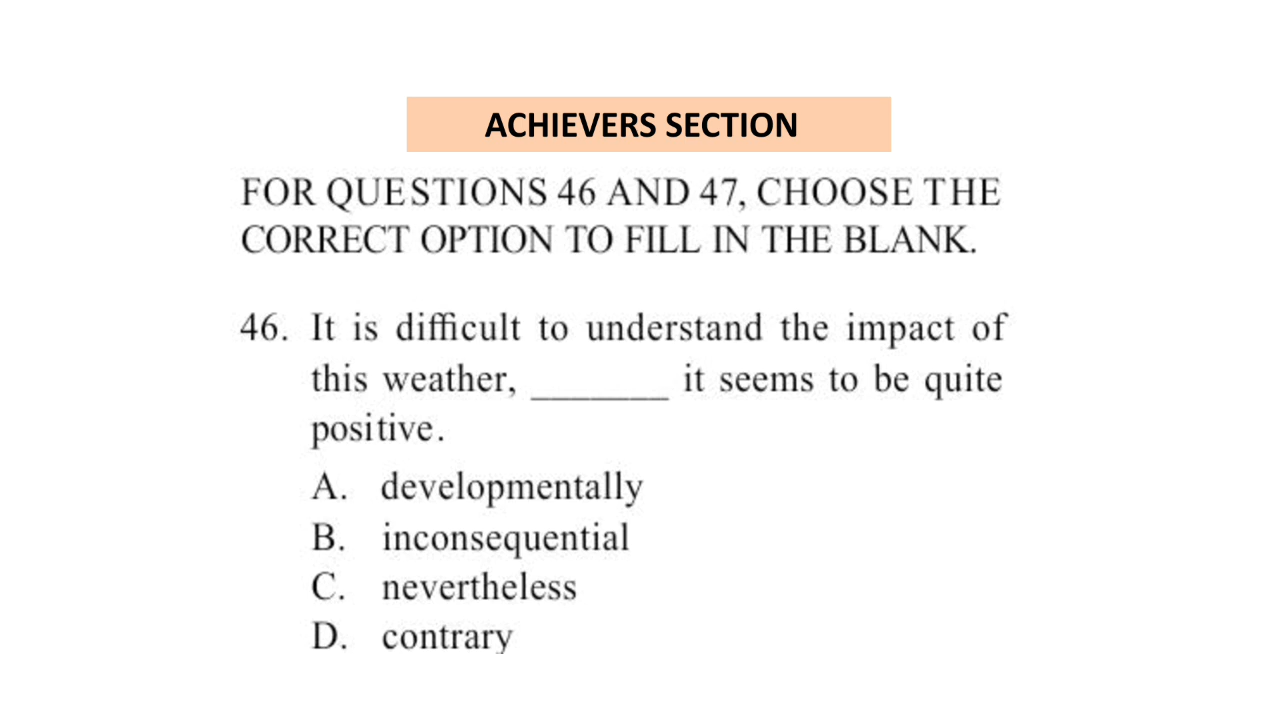 ACHIEVERS SECTION
FOR QUESTIONS 46 AND 47, CHOOSE THE
CORRECT OPTION TO FILL IN THE BLANK.
46. It is difficult to understand the impact of
this weather, _______ it seems to be quite
positive.
A. developmentally
B. inconsequential
C. nevertheless
D. contrary